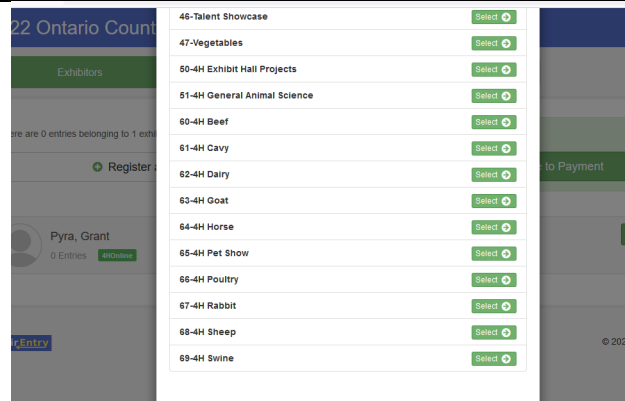 22 Ontario Count
46-Talent Showcase Select
47-Vegetables Select
50-4H Exhibit Hall Projects Select
51-4H General Animal Science Select
60-4H Beef Select
61-4H Cavy Select
62-4H Dairy Select
63-4H Goat Select
64-4H Horse Select
65-4H Pet Show Select
66-4H Poultry Select
67-4H Rabbit Select
68-4H Sheep Select
69-4H Swine Select
Exhibitors
ere are 0 entries belonging to 1 exhi
Register a
e to Payment
Pyra, Grant
0 Entries 4HOnline
irEntry
© 202